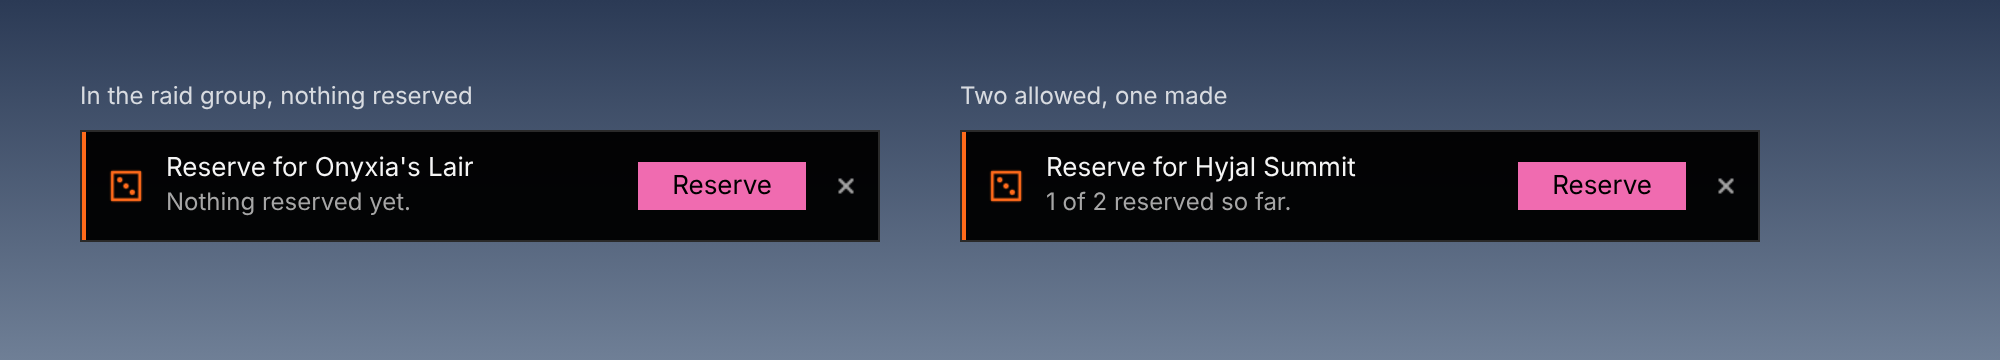 In the raid group, nothing reserved
Reserve for Onyxia's Lair
Nothing reserved yet.
Reserve
Two allowed, one made
Reserve for Hyjal Summit
1 of 2 reserved so far.
Reserve